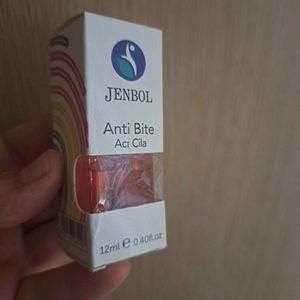 JENBOL
Anti Bite
Acı Cila
12ml ℮ 0.40fl.oz